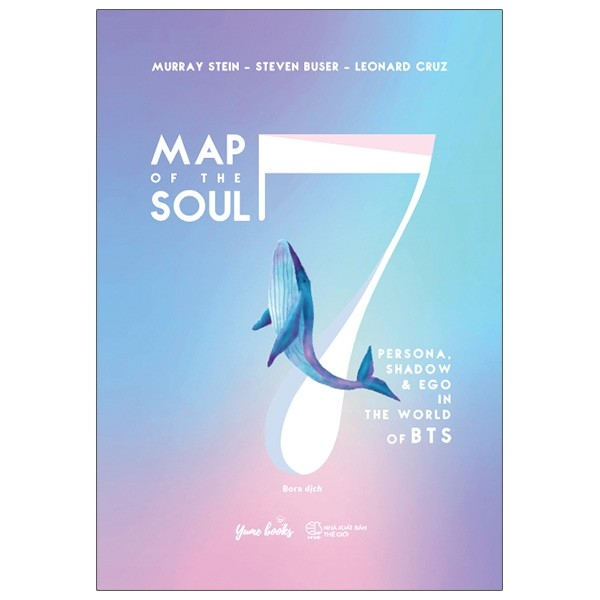 MURRAY STEIN – STEVEN BUSER – LEONARD CRUZ
MAP
OF THE
SOUL
7
PERSONA,
SHADOW
& EGO
IN
THE WORLD
OF BTS
Bora dịch
Yume books
NHÀ XUẤT BẢN
THẾ GIỚI